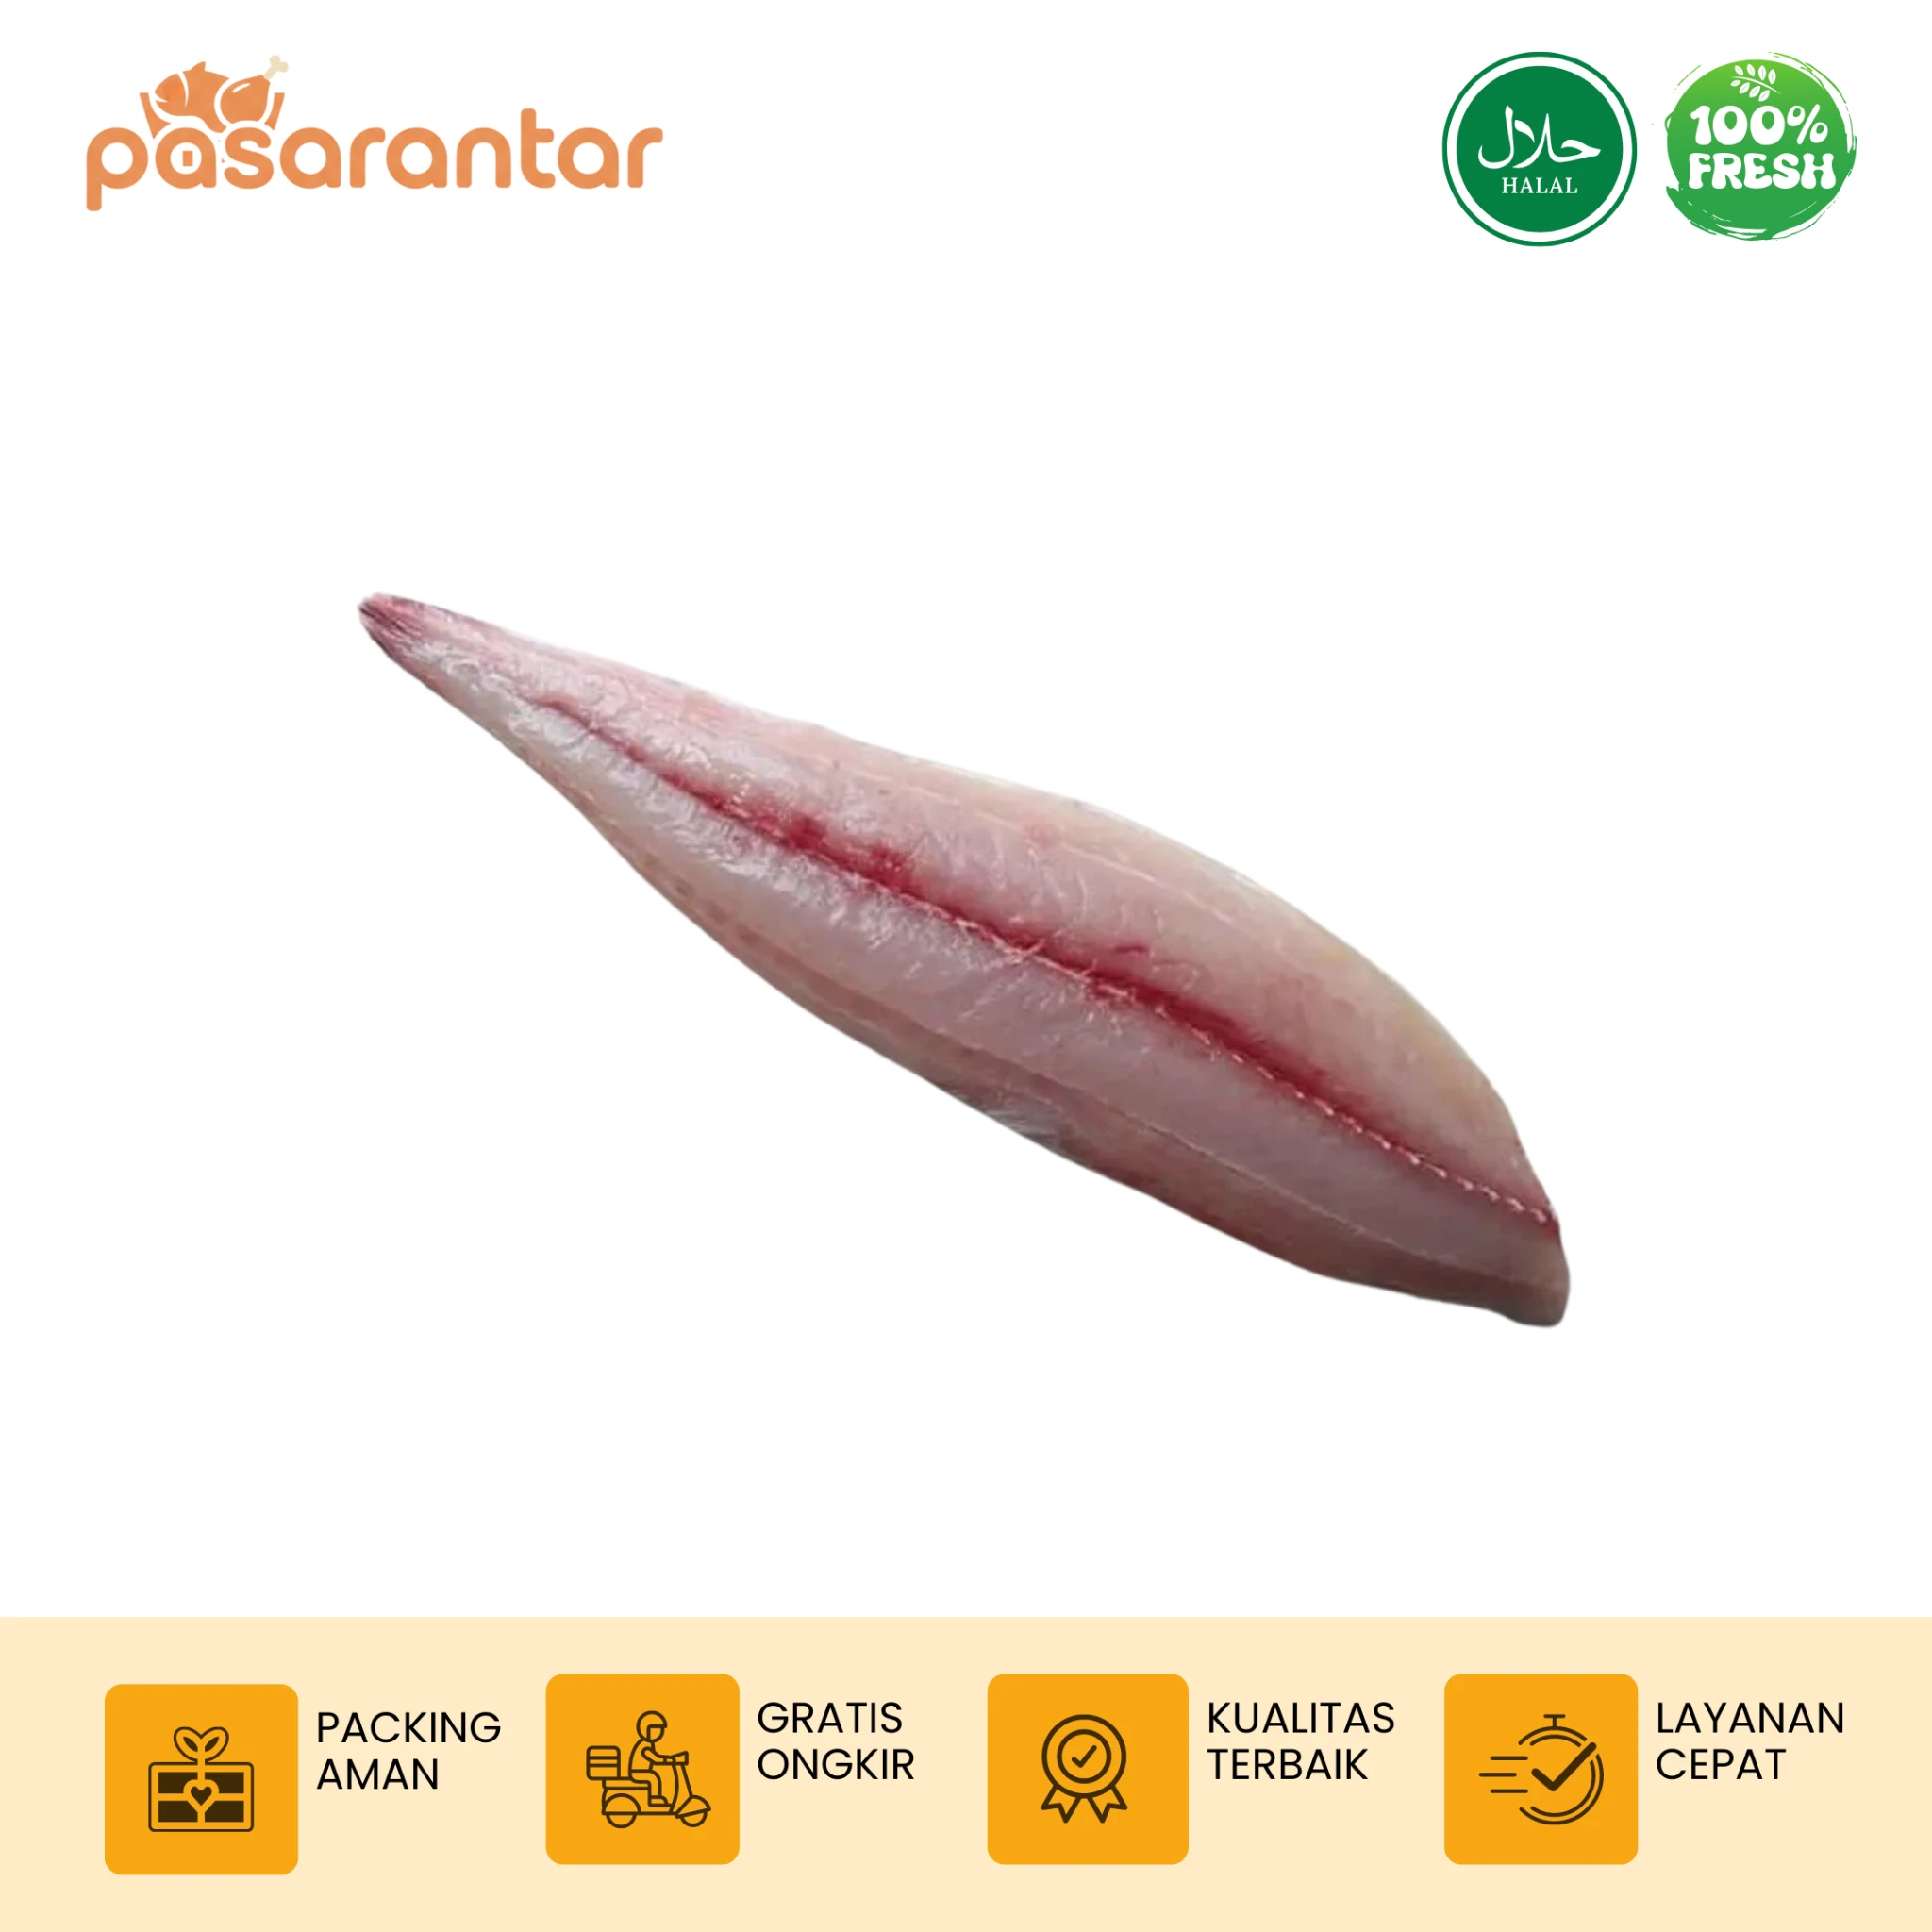 pasarantar
حلال
HALAL
100%
FRESH
PACKING
AMAN
GRATIS
ONGKIR
KUALITAS
TERBAIK
LAYANAN
CEPAT